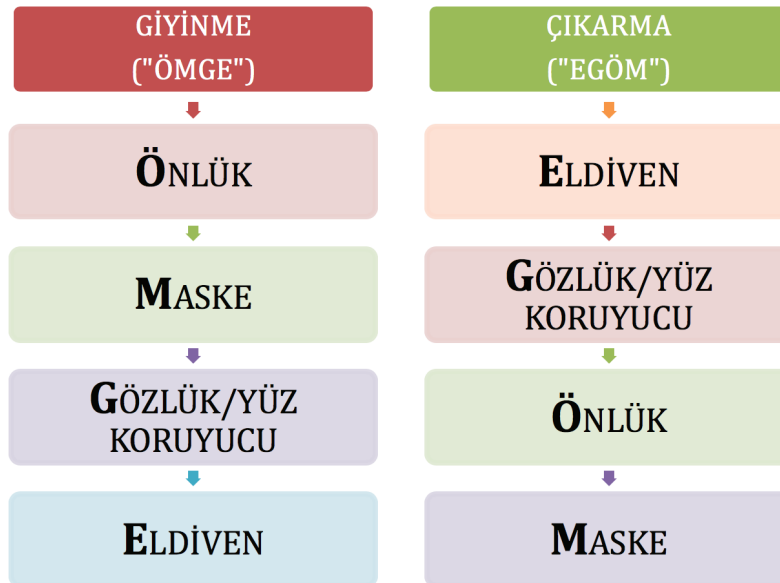 GİYİNME
("ÖMGE")
ÖNLÜK
MASKE
GÖZLÜK/YÜZ
KORUYUCU
ELDİVEN
ÇIKARMA
("EGÖM")
ELDİVEN
GÖZLÜK/YÜZ
KORUYUCU
ÖNLÜK
MASKE